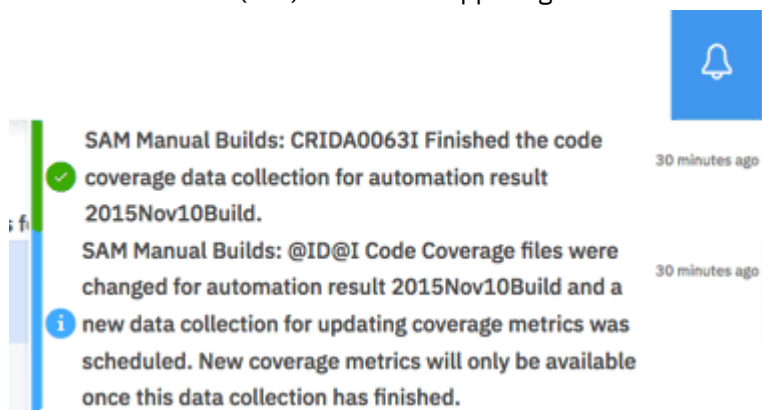 SAM Manual Builds: CRIDA0063I Finished the code
30 minutes ago
coverage data collection for automation result
2015Nov10Build.
SAM Manual Builds: @ID@I Code Coverage files were
30 minutes ago
changed for automation result 2015Nov10Build and a
new data collection for updating coverage metrics was
scheduled. New coverage metrics will only be available
once this data collection has finished.